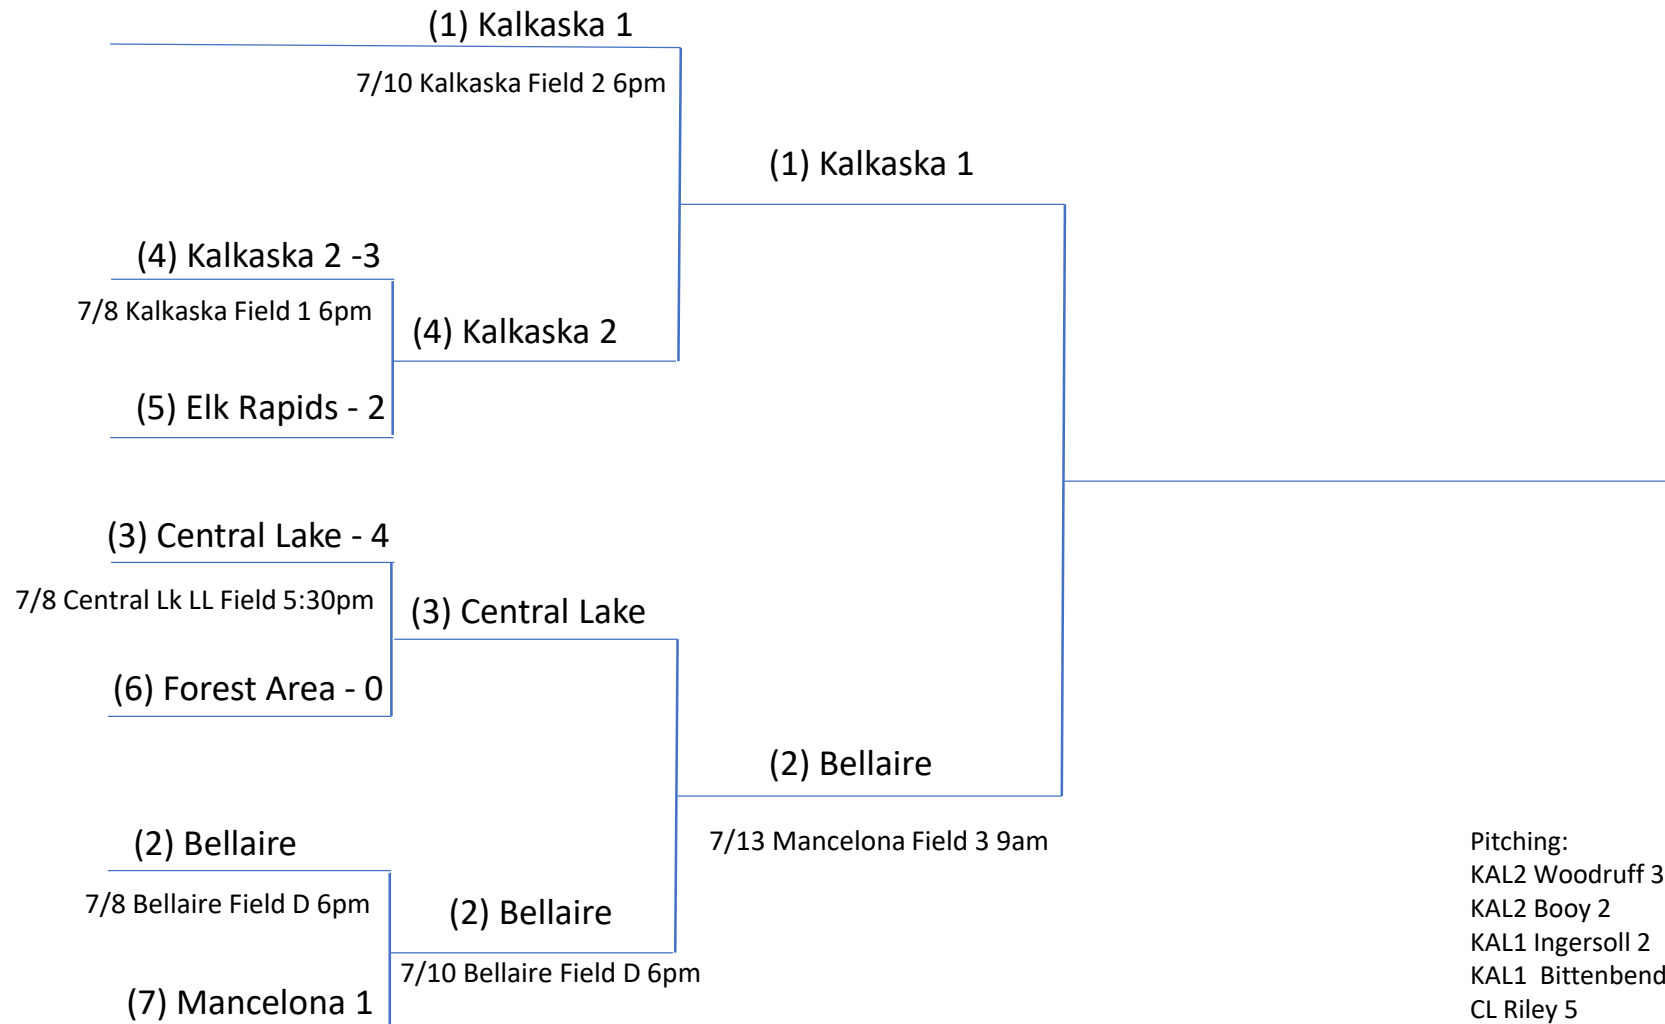 (1) Kalkaska 1
7/10 Kalkaska Field 2 6pm
(1) Kalkaska 1
(4) Kalkaska 2 -3
7/8 Kalkaska Field 1 6pm
(4) Kalkaska 2
(5) Elk Rapids - 2
(3) Central Lake - 4
7/8 Central Lk LL Field 5:30pm
(3) Central Lake
(6) Forest Area - 0
(2) Bellaire
7/13 Mancelona Field 3 9am
(2) Bellaire
7/8 Bellaire Field D 6pm
(2) Bellaire
7/10 Bellaire Field D 6pm
(7) Mancelona 1
Pitching:
KAL2 Woodruff 3
KAL2 Booy 2
KAL1 Ingersoll 2
KAL1  Bittenbend
CL Riley 5